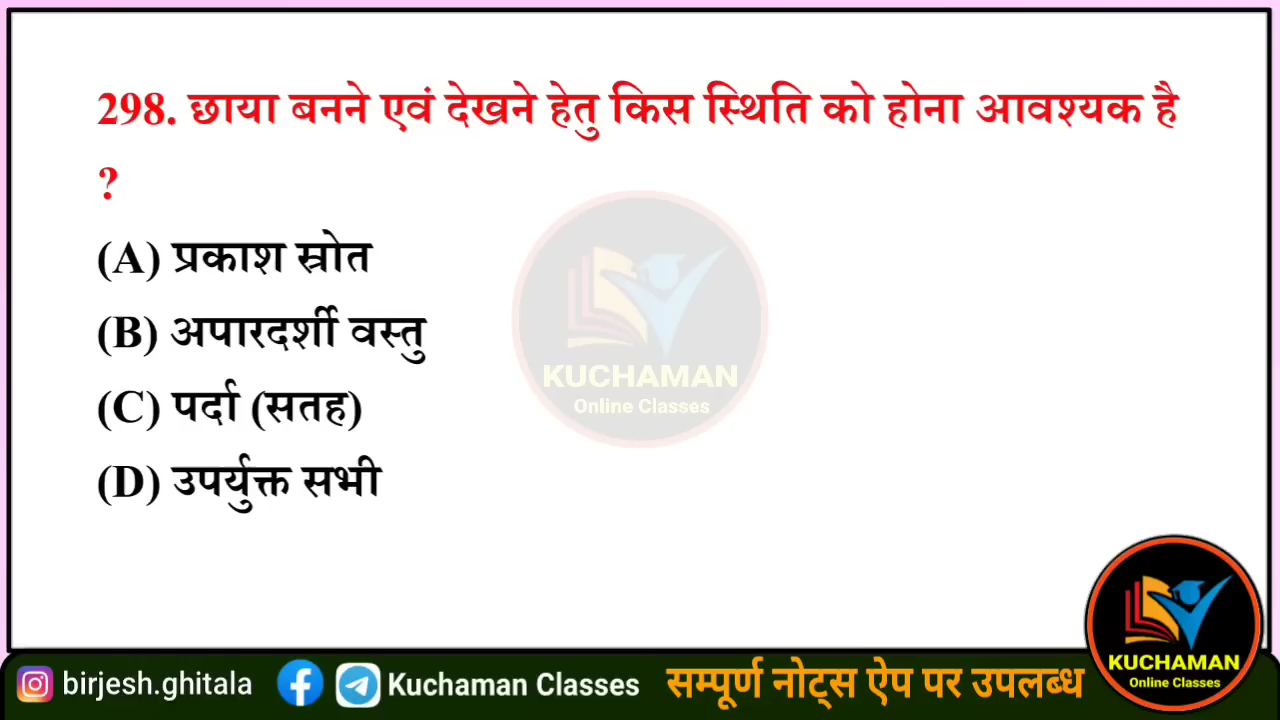 298. छाया बनने एवं देखने हेतु किस स्थिति को होना आवश्यक है
?
(A) प्रकाश स्रोत
(B) अपारदर्शी वस्तु
(C) पर्दा (सतह)
(D) उपर्युक्त सभी
KUCHAMAN
Online Classes
birjesh.ghitala
Kuchaman Classes
सम्पूर्ण नोट्स ऐप पर उपलब्ध
KUCHAMAN
Online Classes